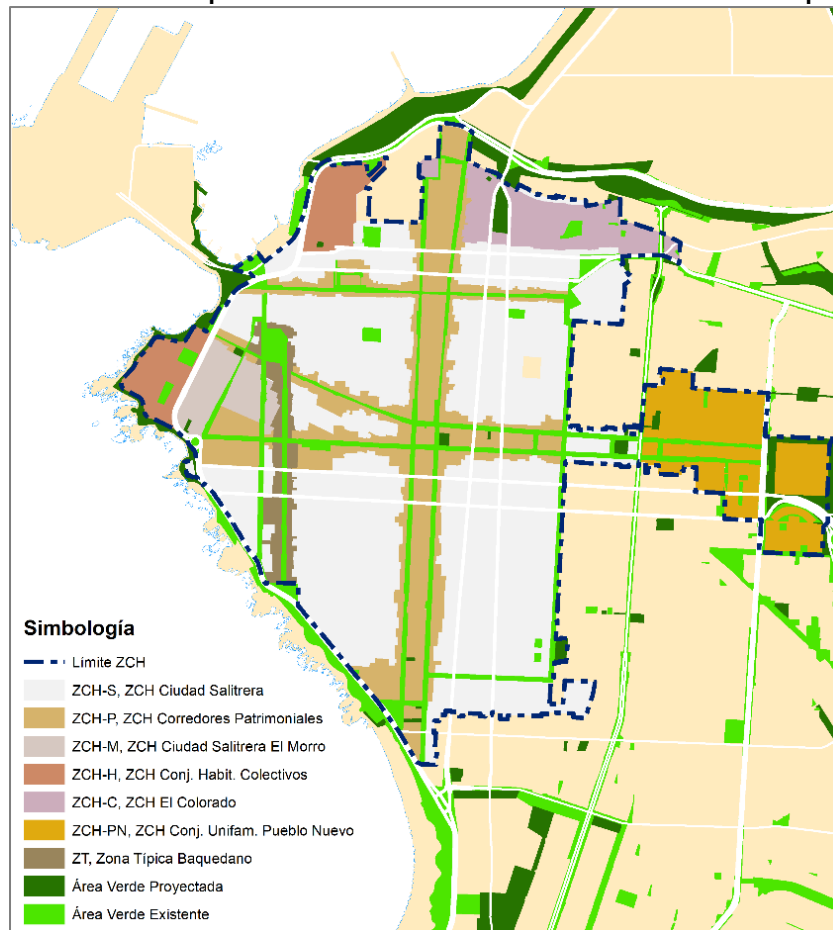 Simbología
Límite ZCH
ZCH-S, ZCH Ciudad Salitrera
ZCH-P, ZCH Corredores Patrimoniales
ZCH-M, ZCH Ciudad Salitrera El Morro
ZCH-H, ZCH Conj. Habit. Colectivos
ZCH-C, ZCH El Colorado
ZCH-PN, ZCH Conj. Unifam. Pueblo Nuevo
ZT, Zona Típica Baquedano
Área Verde Proyectada
Área Verde Existente